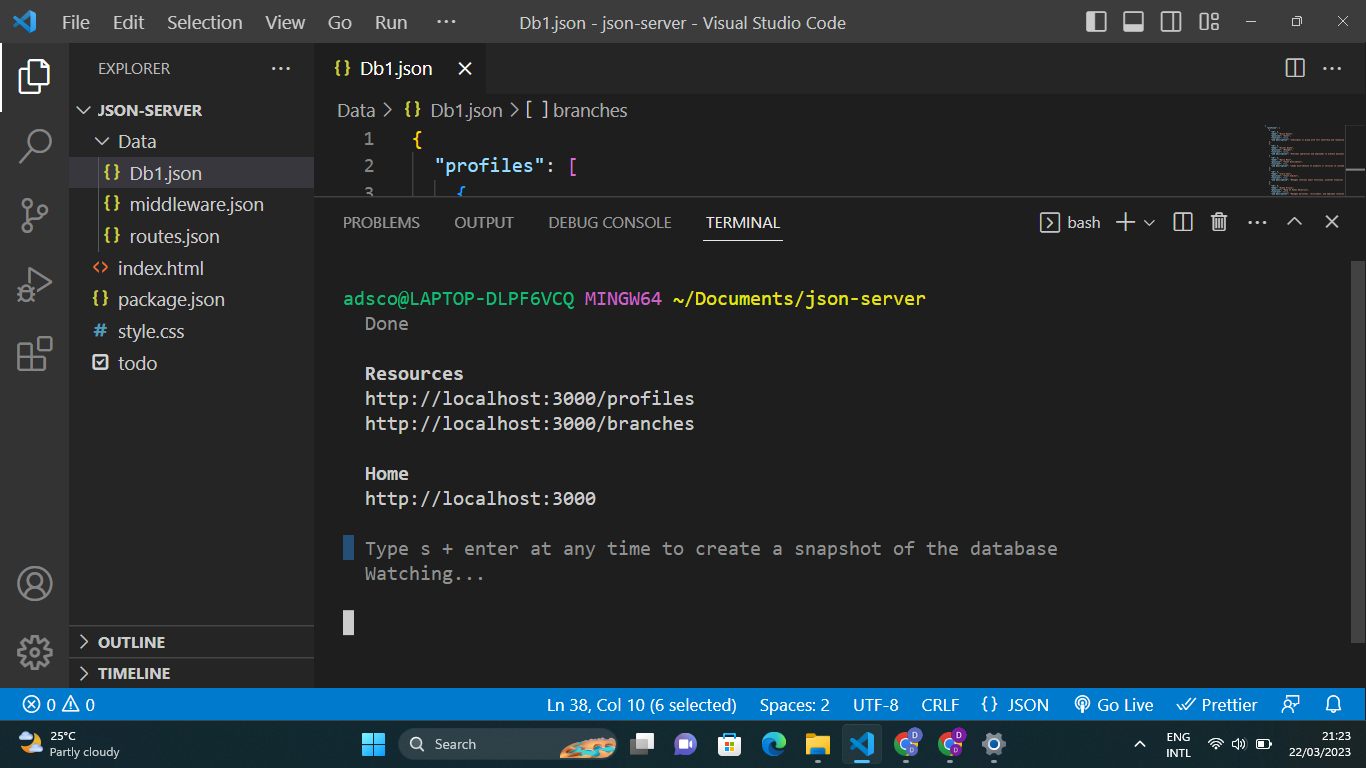 File Edit Selection View Go Run ··· Db1.json - json-server - Visual Studio Code
EXPLORER ···
JSON-SERVER
Data
Db1.json
middleware.json
routes.json
index.html
package.json
style.css
todo
OUTLINE
TIMELINE
{} Db1.json
Data > {} Db1.json > [ ] branches
1 {
2 "profiles": [
3 {
PROBLEMS OUTPUT DEBUG CONSOLE TERMINAL bash
adsco@LAPTOP-DLPF6VCQ MINGW64 ~/Documents/json-server
Done
Resources
http://localhost:3000/profiles
http://localhost:3000/branches
Home
http://localhost:3000
Type s + enter at any time to create a snapshot of the database
Watching...
0 0 Ln 38, Col 10 (6 selected) Spaces: 2 UTF-8 CRLF {} JSON Go Live Prettier
25°C
Partly cloudy
Search
D D
ENG
INTL
21:23
22/03/2023